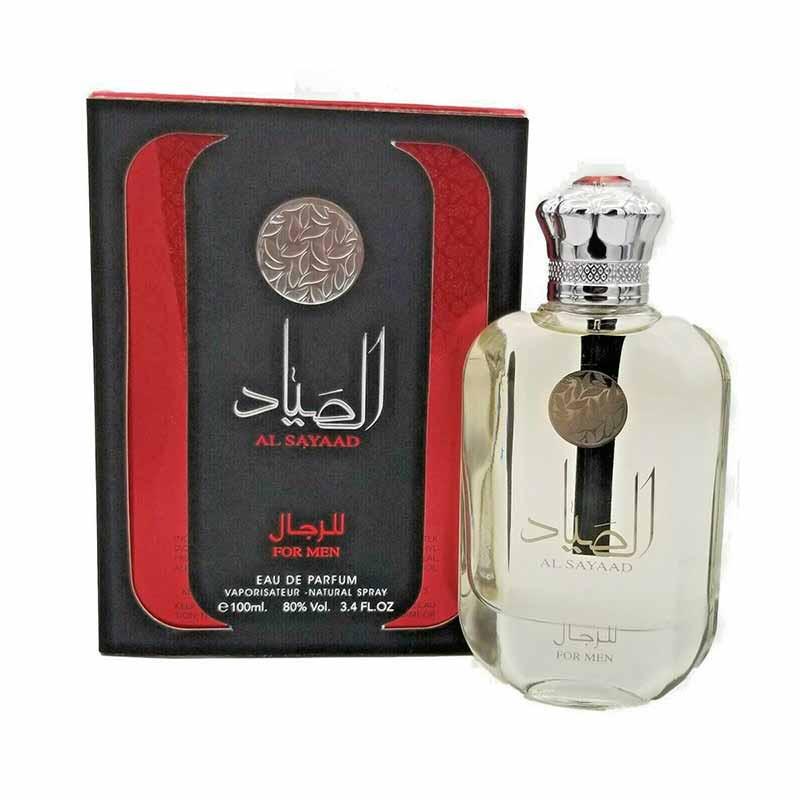 الصياد
AL SAYAAD
للرجال
FOR MEN
EAU DE PARFUM
VAPORISATEUR - NATURAL SPRAY
℮100ml. 80% Vol. 3.4 FL.OZ
الصياد
AL SAYAAD
للرجال
FOR MEN